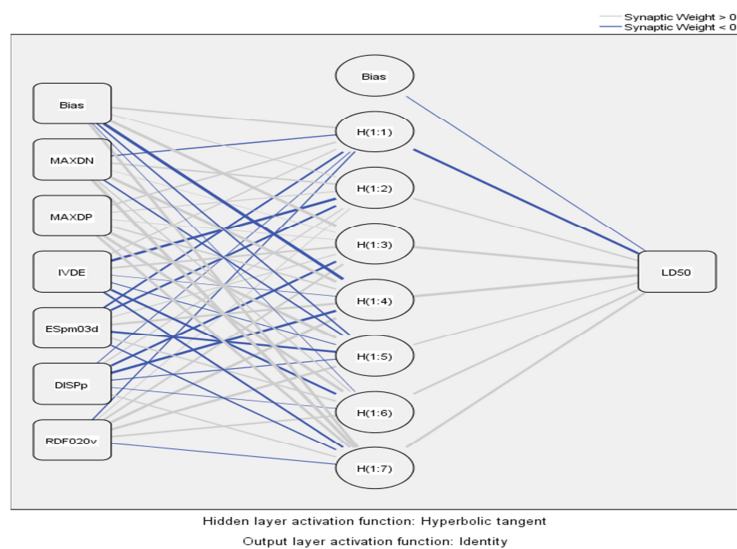 Synaptic Weight > 0
Synaptic Weight < 0
Bias
Bias
H(1:1)
MAXDN
H(1:2)
MAXDP
H(1:3)
IVDE
LD50
H(1:4)
ESpm03d
H(1:5)
DISPp
H(1:6)
RDF020v
H(1:7)
Hidden layer activation function: Hyperbolic tangent
Output layer activation function: Identity